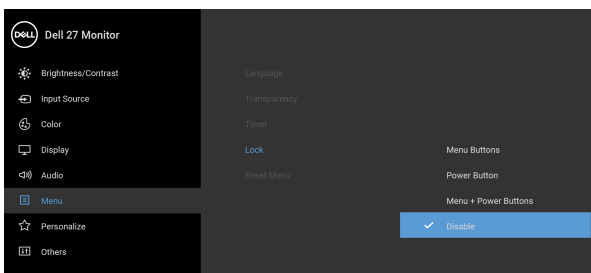 DELL Dell 27 Monitor
Brightness/Contrast
Input Source
Color
Display
Audio
Menu
Personalize
Others
Language
Transparency
Timer
Lock
Reset Menu
Menu Buttons
Power Button
Menu + Power Buttons
Disable